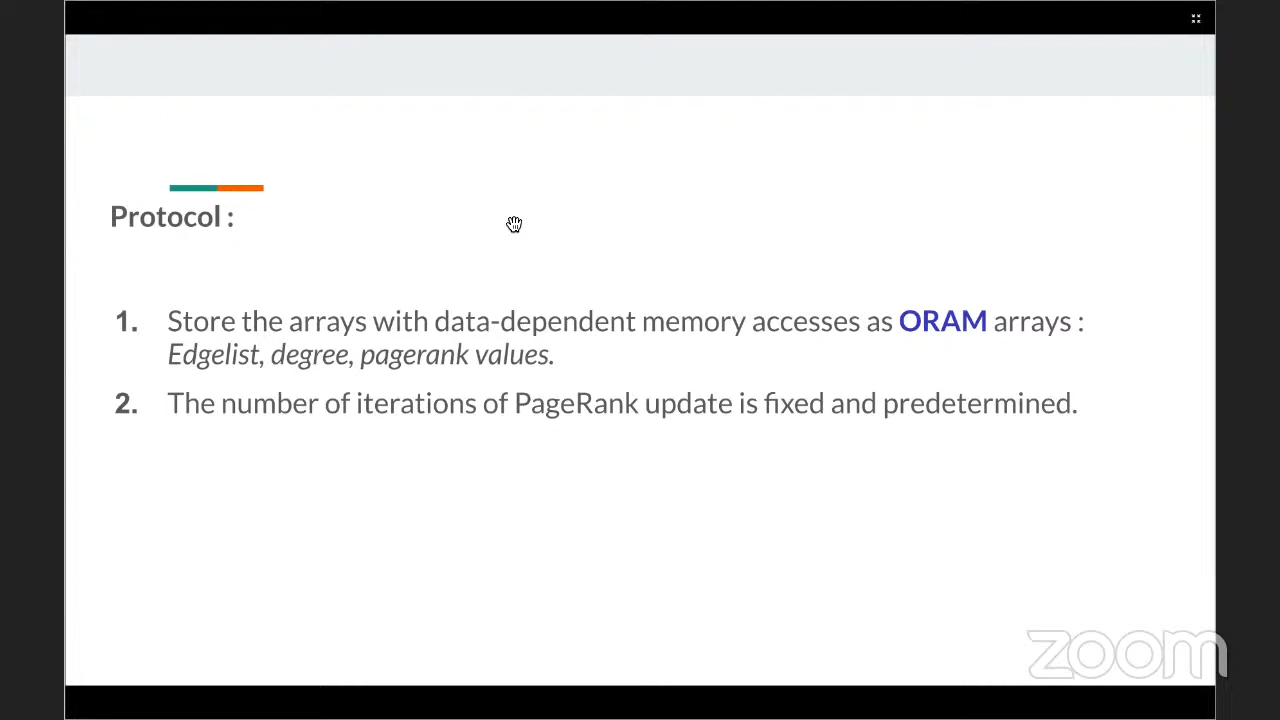 Protocol :
1. Store the arrays with data-dependent memory accesses as ORAM arrays :
Edgelist, degree, pagerank values.
2. The number of iterations of PageRank update is fixed and predetermined.
zoom